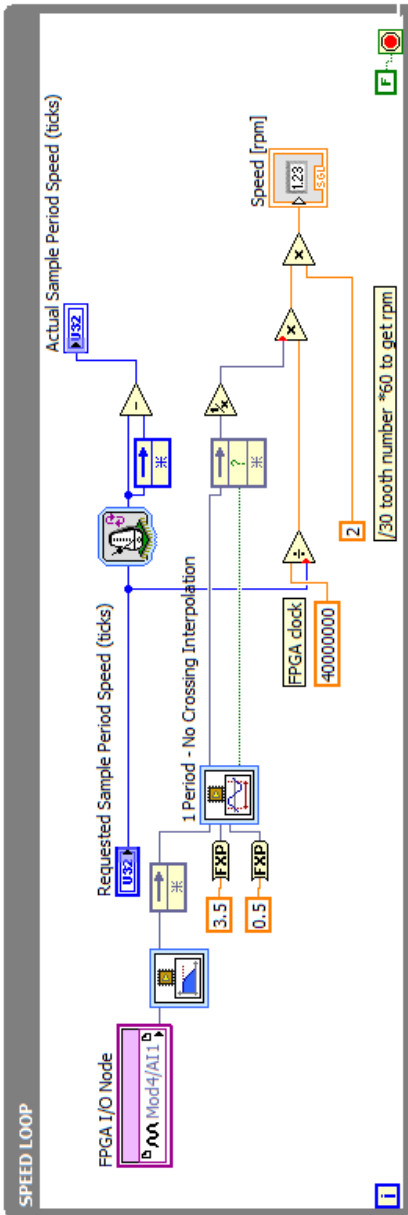 SPEED LOOP
Actual Sample Period Speed (ticks)
U32
Requested Sample Period Speed (ticks)
U32
FPGA I/O Node
Mod4/AI1
1 Period - No Crossing Interpolation
3.5
FXP
0.5
FXP
?
1/x
-
Speed [rpm]
1.23
SGL
x
x
÷
FPGA clock
40000000
2
/30 tooth number *60 to get rpm
F
i